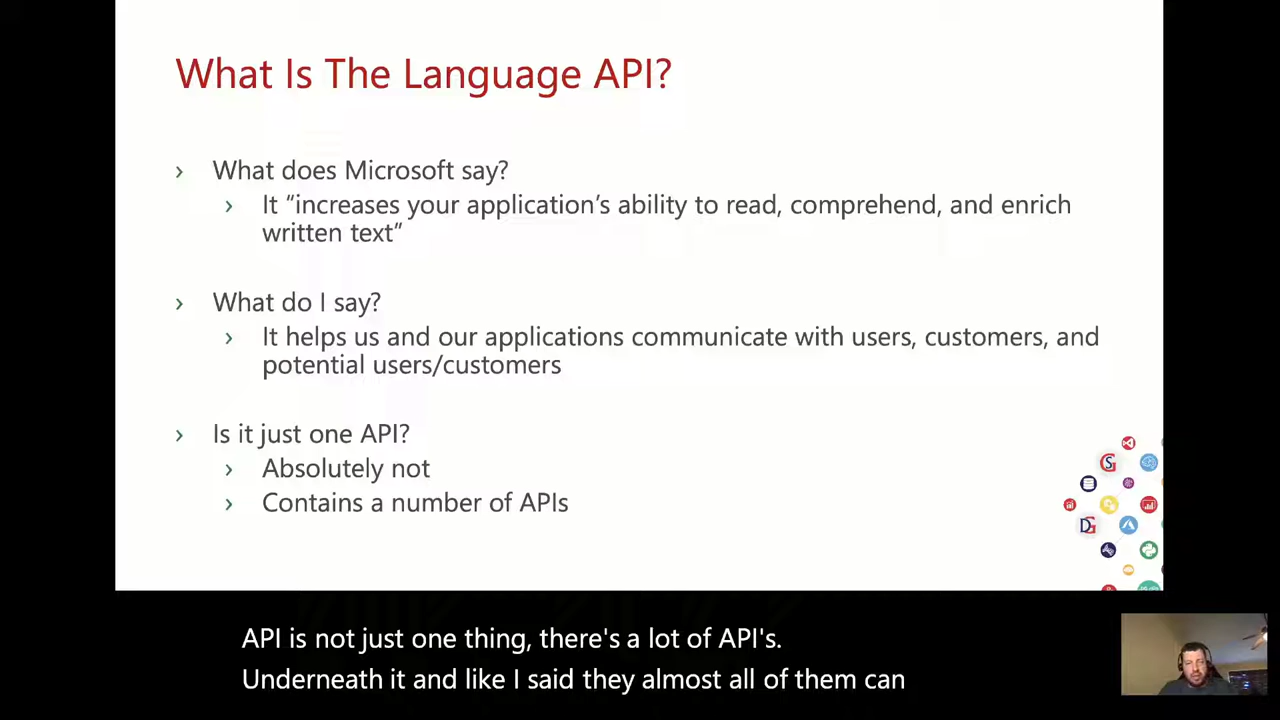 What Is The Language API?
› What does Microsoft say?
› It “increases your application’s ability to read, comprehend, and enrich
written text”
› What do I say?
› It helps us and our applications communicate with users, customers, and
potential users/customers
› Is it just one API?
› Absolutely not
› Contains a number of APIs
SG
DG
API is not just one thing, there's a lot of API's.
Underneath it and like I said they almost all of them can